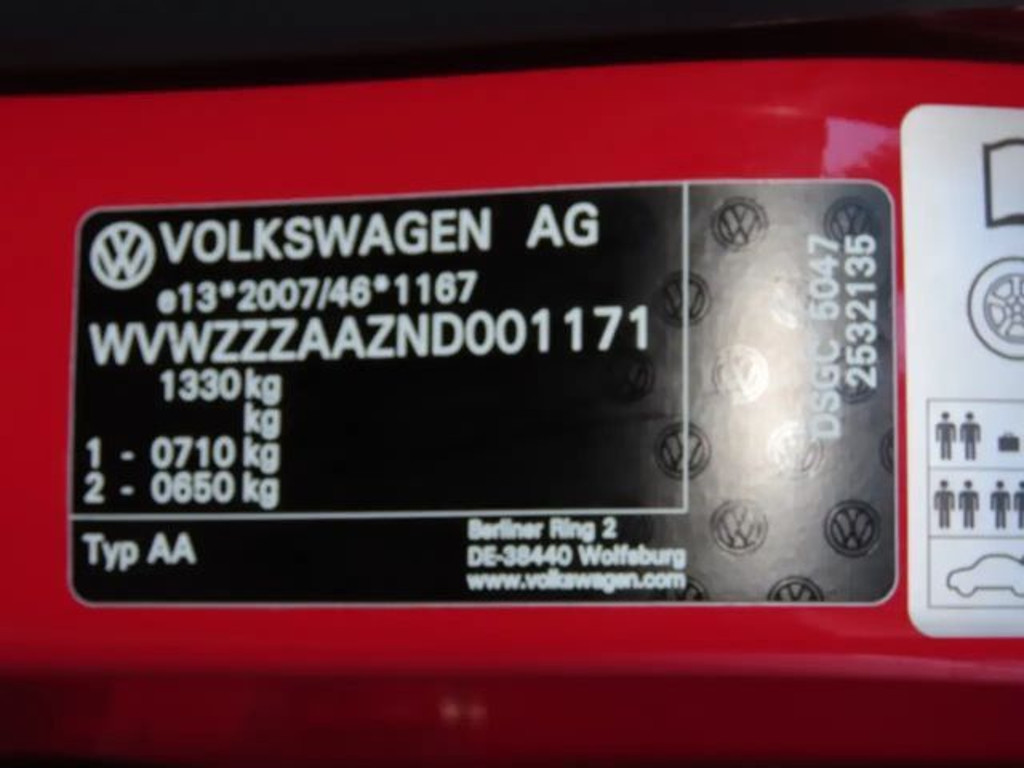 VOLKSWAGEN AG
e13*2007/46*1167
WVWZZZAAZND001171
1330 kg
kg
1 - 0710 kg
2 - 0650 kg
Typ AA
Berliner Ring 2
DE-38440 Wolfsburg
www.volkswagen.com
DSGC 5047
2532135